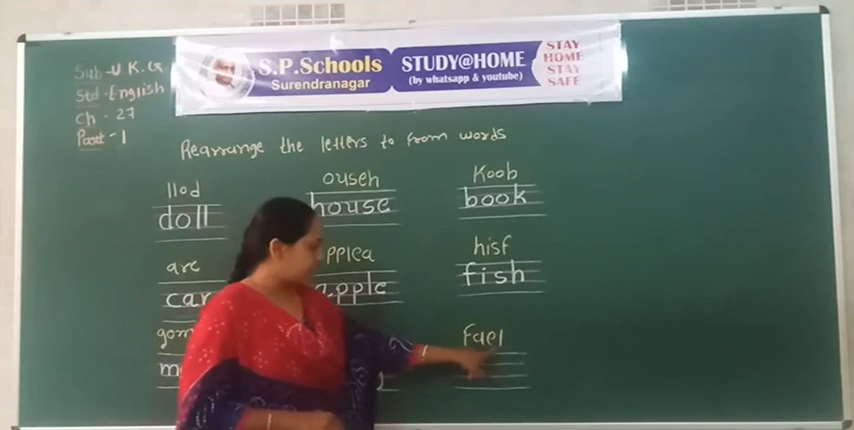 Sub-U.K.G
Std-English
Ch - 27
Part - 1
S.P.Schools
Surendranagar
STUDY@HOME
(by whatsapp & youtube)
STAY
HOME
STAY
SAFE
Rearrange the letters to from words
llod ouseh Koob
doll house book
arc pplea hisf
car apple fish
gom Fael
m